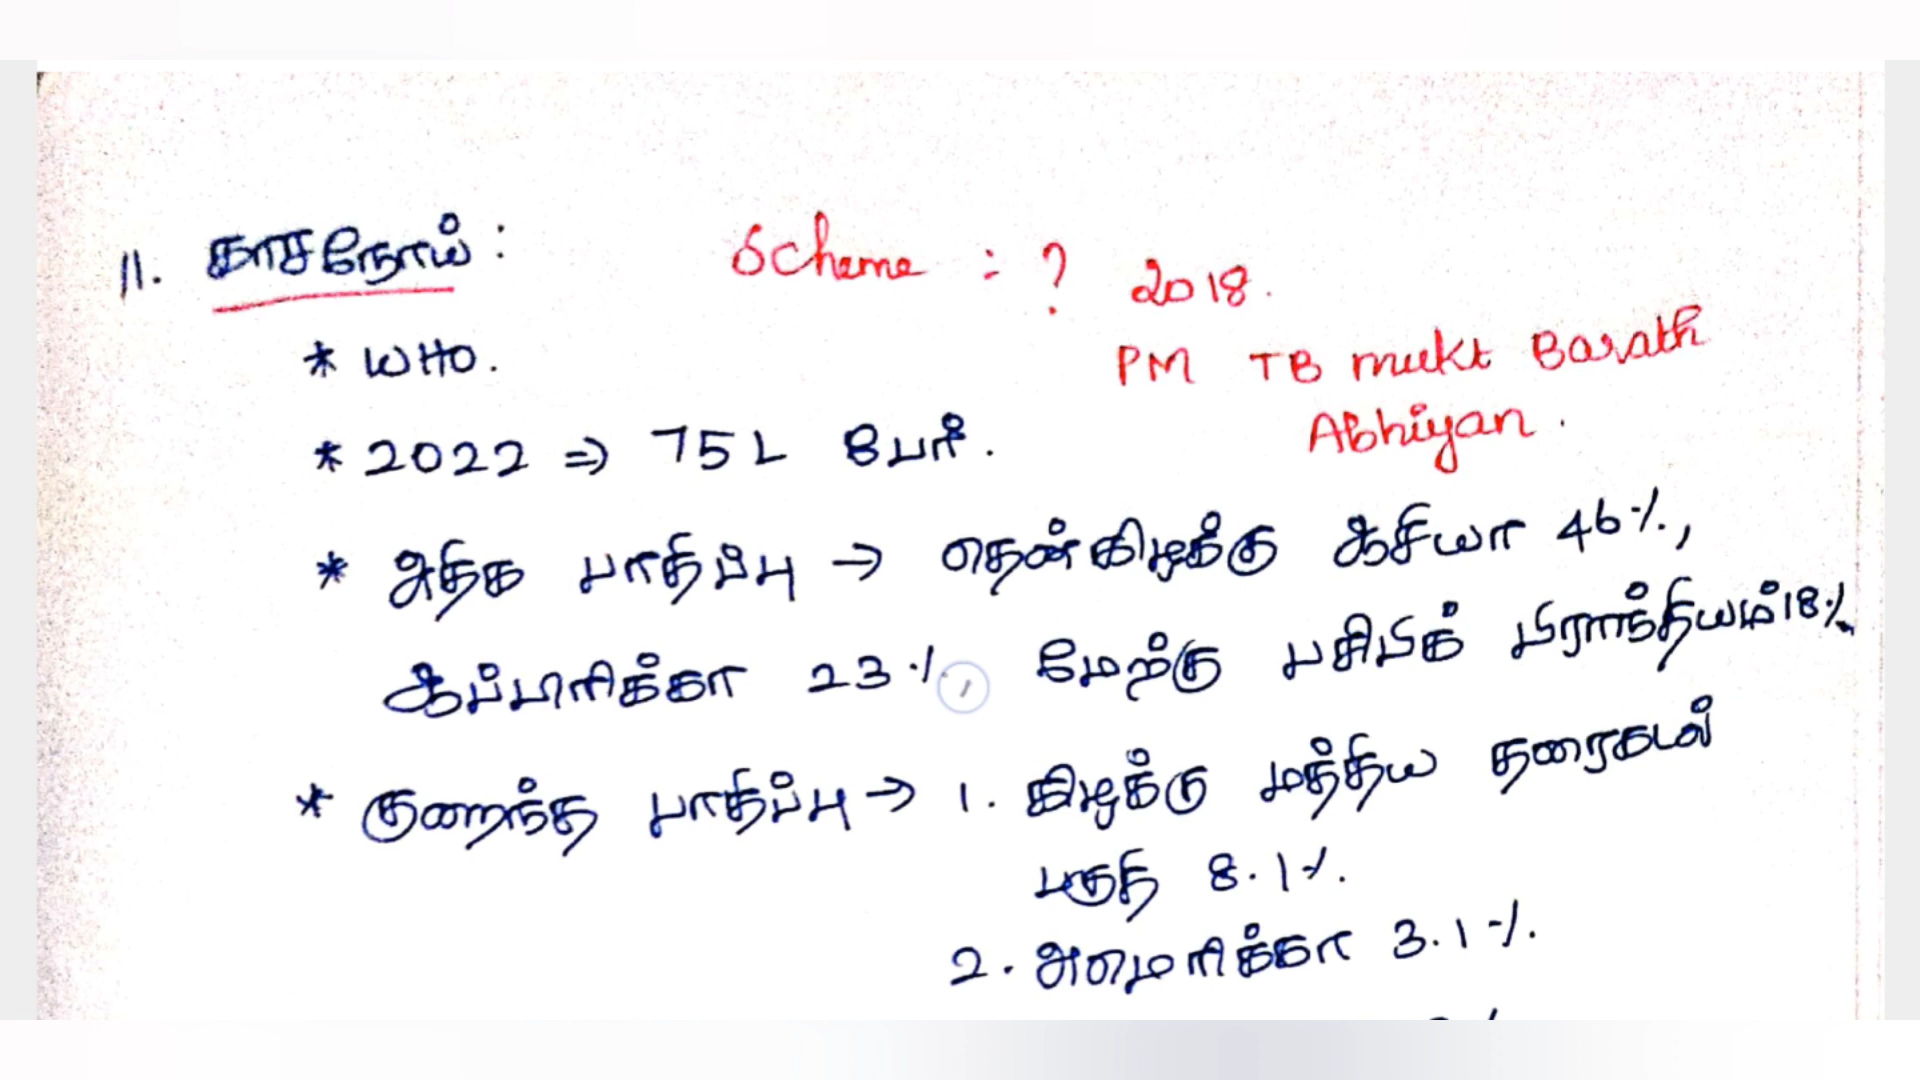 11. காசநோய் : Scheme : ? 2018.
* WHO. PM TB mukt Barath
Abhiyan.
* 2022 => 75 L பேர்.
* அதிக பாதிப்பு → தென்கிழக்கு ஆசியா 46%,
ஆப்பாரிக்கா 23%, மேற்கு பசிபிக் பிராந்தியம் 18%
* குறைந்த பாதிப்பு → 1. கிழக்கு மத்திய தரைகடல்
பகுதி 8.1%.
2. அமைரிக்கா 3.1%.